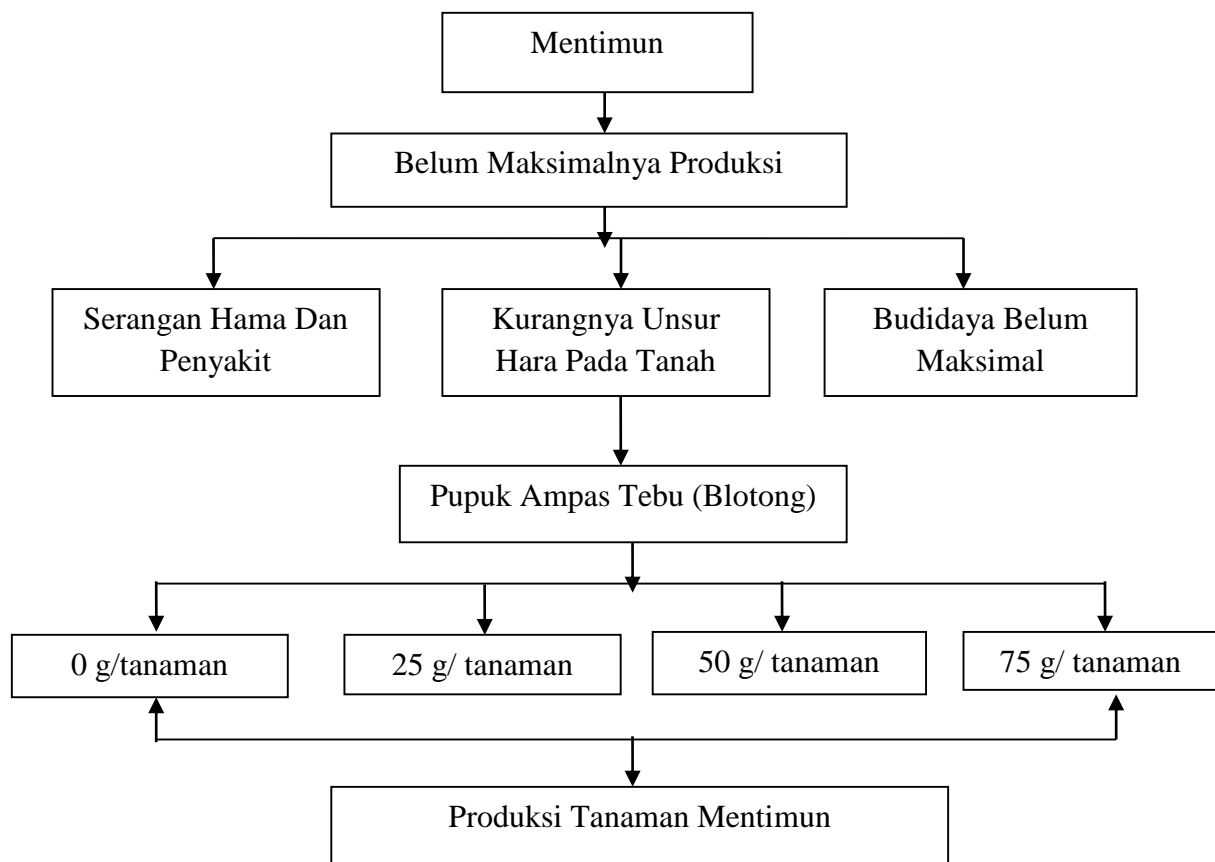 Mentimun
Belum Maksimalnya Produksi
Serangan Hama Dan
Penyakit
Kurangnya Unsur
Hara Pada Tanah
Budidaya Belum
Maksimal
Pupuk Ampas Tebu (Blotong)
0 g/tanaman
25 g/ tanaman
50 g/ tanaman
75 g/ tanaman
Produksi Tanaman Mentimun